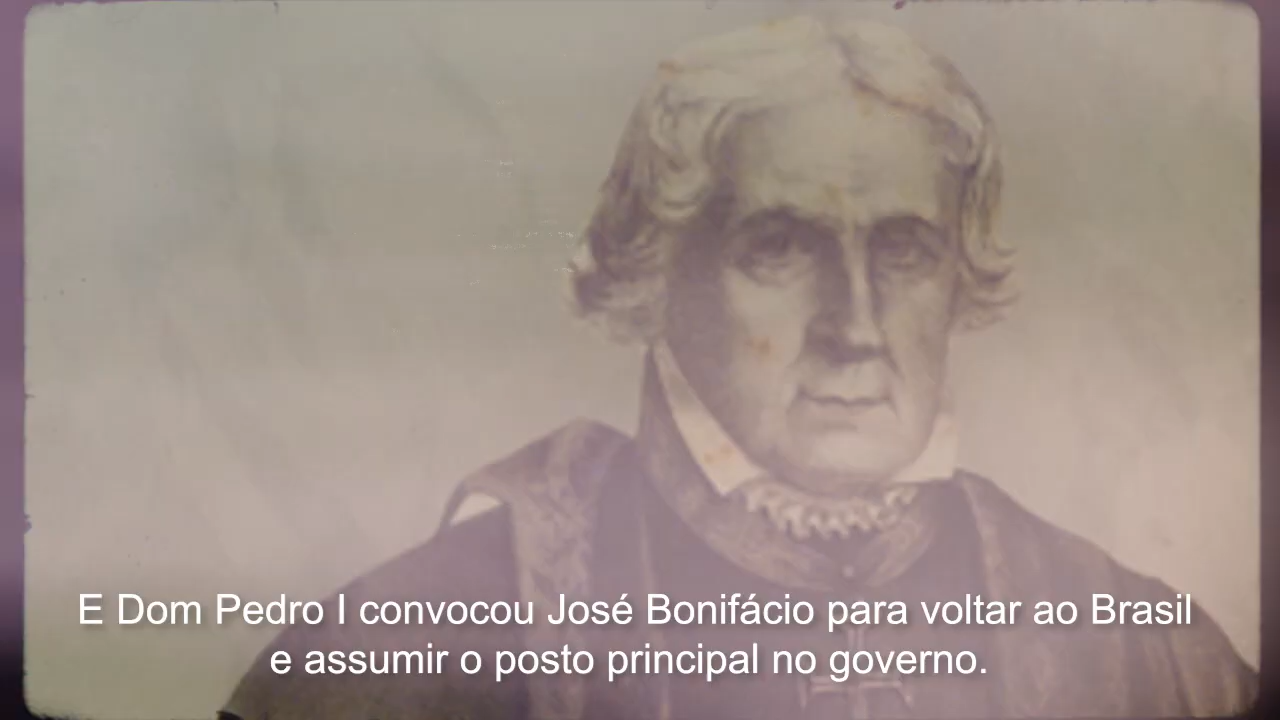 E Dom Pedro I convocou José Bonifácio para voltar ao Brasil
e assumir o posto principal no governo.